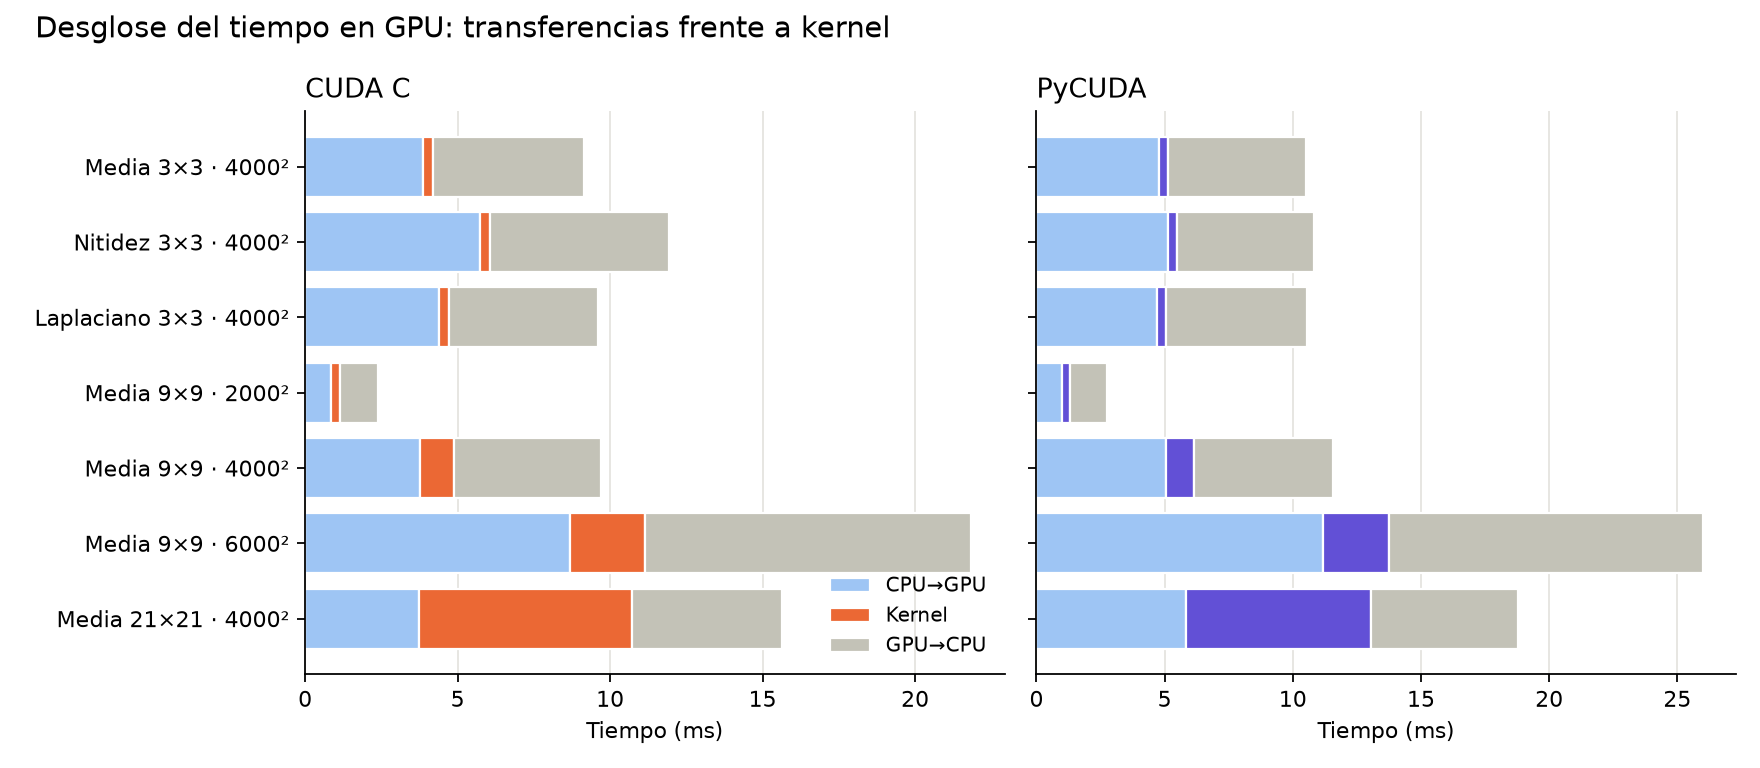 Desglose del tiempo en GPU: transferencias frente a kernel
CUDA C
Media 3×3 · 4000²
Nitidez 3×3 · 4000²
Laplaciano 3×3 · 4000²
Media 9×9 · 2000²
Media 9×9 · 4000²
Media 9×9 · 6000²
Media 21×21 · 4000²
CPU→GPU
Kernel
GPU→CPU
0 5 10 15 20
Tiempo (ms)
PyCUDA
0 5 10 15 20 25
Tiempo (ms)